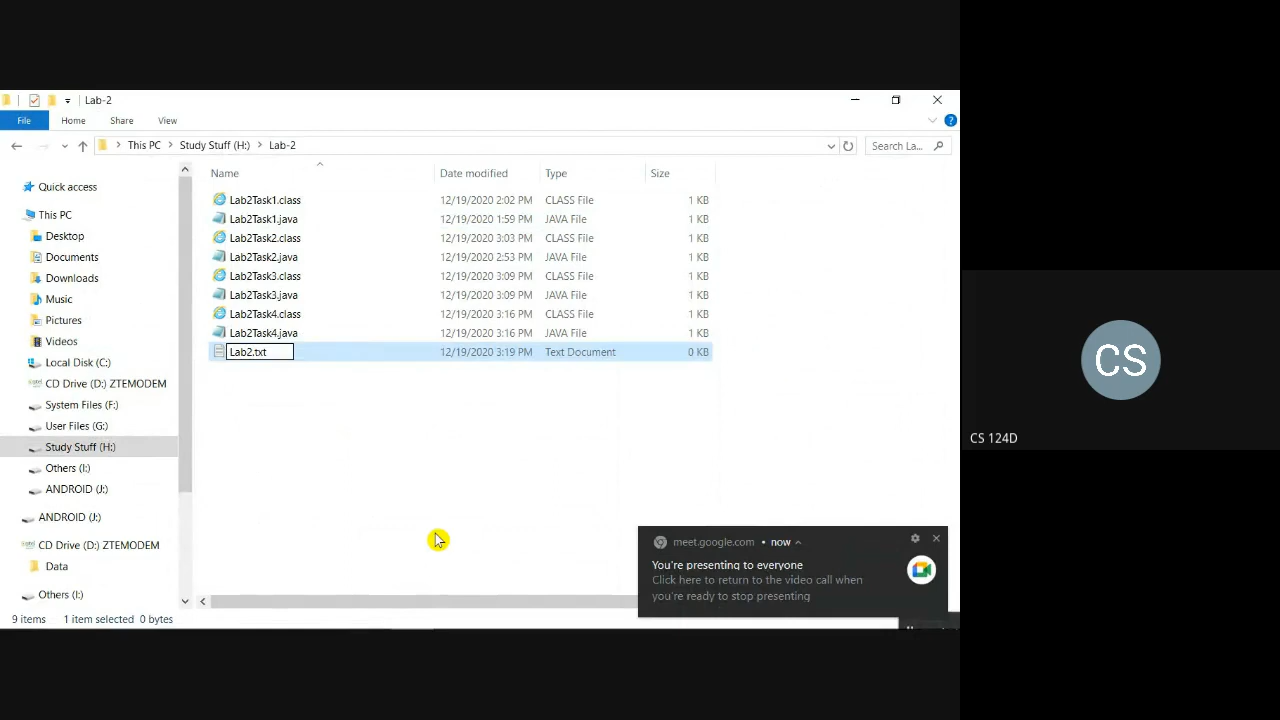 Lab-2
File Home Share View
This PC Study Stuff (H:) Lab-2 Search La...
Name Date modified Type Size
Quick access
This PC
Desktop
Documents
Downloads
Music
Pictures
Videos
Local Disk (C:)
CD Drive (D:) ZTEMODEM
System Files (F:)
User Files (G:)
Study Stuff (H:)
Others (I:)
ANDROID (J:)
ANDROID (J:)
CD Drive (D:) ZTEMODEM
Data
Others (I:)
Lab2Task1.class 12/19/2020 2:02 PM CLASS File 1 KB
Lab2Task1.java 12/19/2020 1:59 PM JAVA File 1 KB
Lab2Task2.class 12/19/2020 3:03 PM CLASS File 1 KB
Lab2Task2.java 12/19/2020 2:53 PM JAVA File 1 KB
Lab2Task3.class 12/19/2020 3:09 PM CLASS File 1 KB
Lab2Task3.java 12/19/2020 3:09 PM JAVA File 1 KB
Lab2Task4.class 12/19/2020 3:16 PM CLASS File 1 KB
Lab2Task4.java 12/19/2020 3:16 PM JAVA File 1 KB
Lab2.txt 12/19/2020 3:19 PM Text Document 0 KB
meet.google.com • now
You're presenting to everyone
Click here to return to the video call when
you're ready to stop presenting
9 items 1 item selected 0 bytes
CS
CS 124D